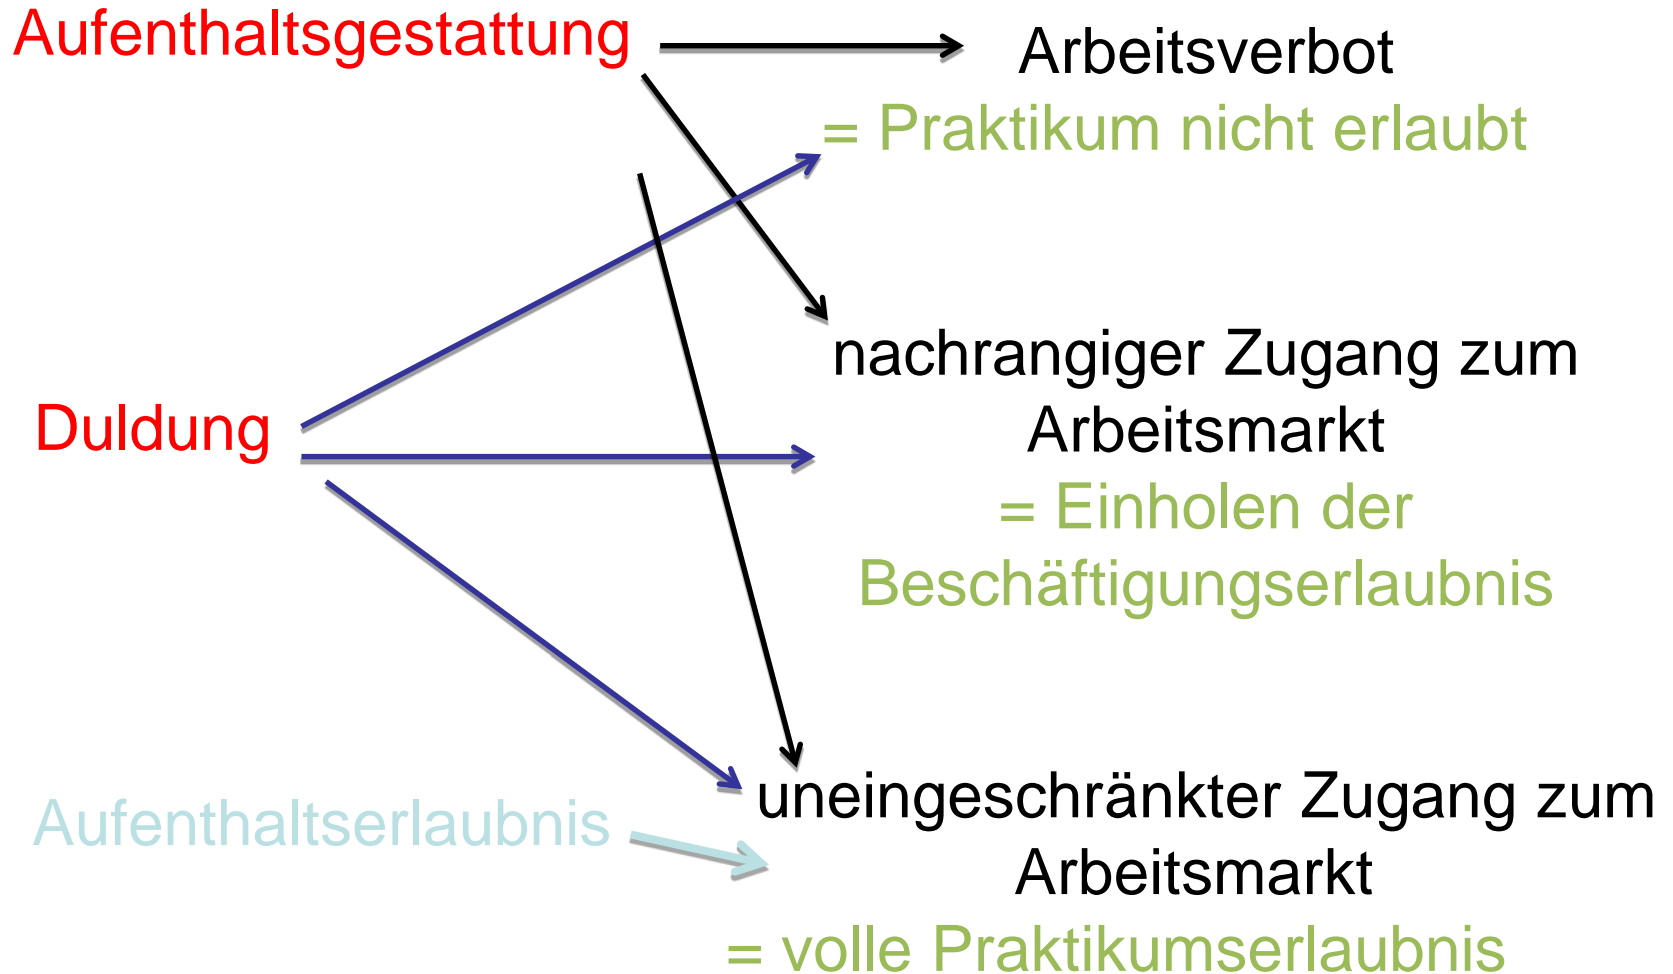 Aufenthaltsgestattung
Arbeitsverbot
= Praktikum nicht erlaubt
nachrangiger Zugang zum
Arbeitsmarkt
= Einholen der
Beschäftigungserlaubnis
Duldung
uneingeschränkter Zugang zum
Arbeitsmarkt
= volle Praktikumserlaubnis
Aufenthaltserlaubnis